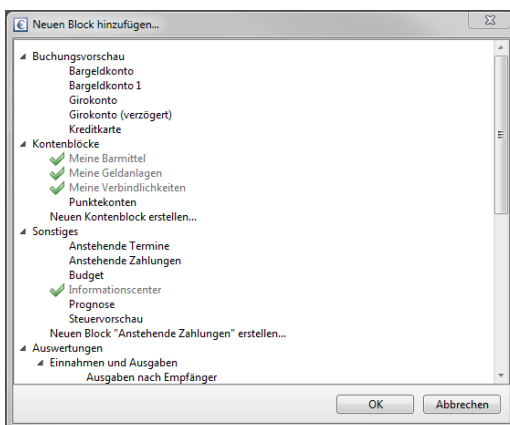 Neuen Block hinzufügen...
Buchungsvorschau
Bargeldkonto
Bargeldkonto 1
Girokonto
Girokonto (verzögert)
Kreditkarte
Kontenblöcke
Meine Barmittel
Meine Geldanlagen
Meine Verbindlichkeiten
Punktekonten
Neuen Kontenblock erstellen...
Sonstiges
Anstehende Termine
Anstehende Zahlungen
Budget
Informationscenter
Prognose
Steuervorschau
Neuen Block "Anstehende Zahlungen" erstellen...
Auswertungen
Einnahmen und Ausgaben
Ausgaben nach Empfänger
OK
Abbrechen